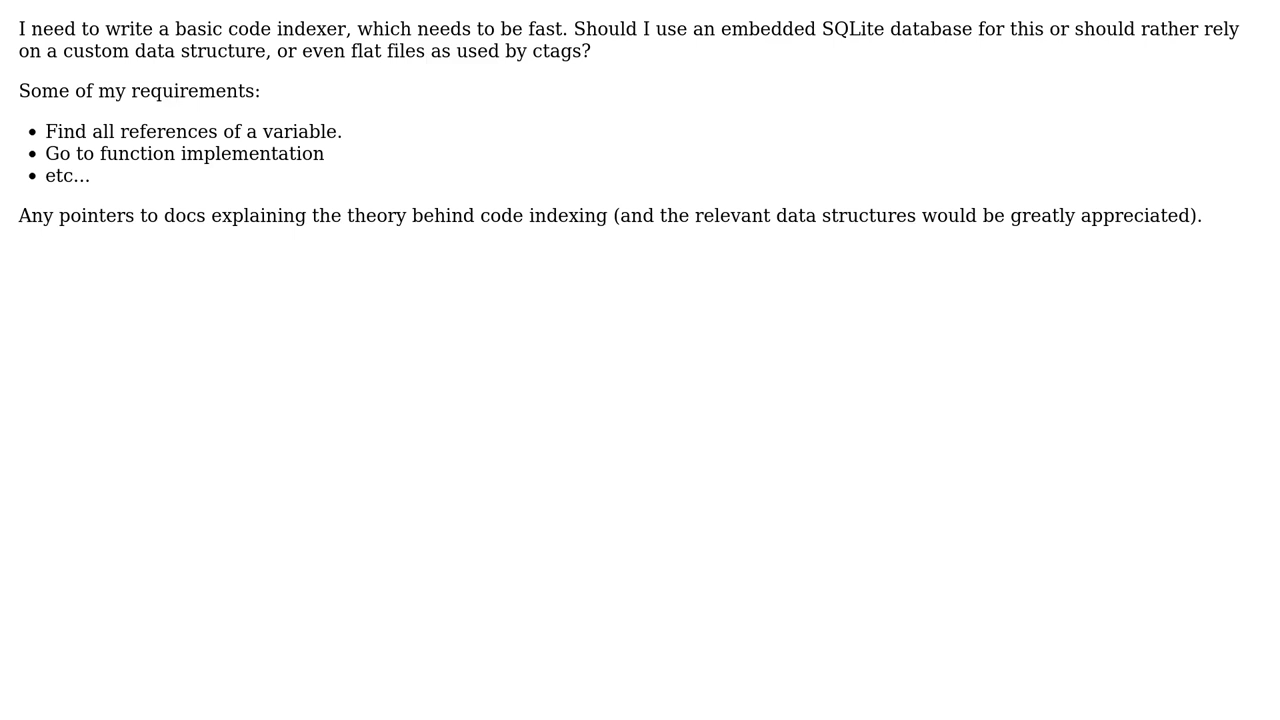 I need to write a basic code indexer, which needs to be fast. Should I use an embedded SQLite database for this or should rather rely
on a custom data structure, or even flat files as used by ctags?
Some of my requirements:
• Find all references of a variable.
• Go to function implementation
• etc...
Any pointers to docs explaining the theory behind code indexing (and the relevant data structures would be greatly appreciated).